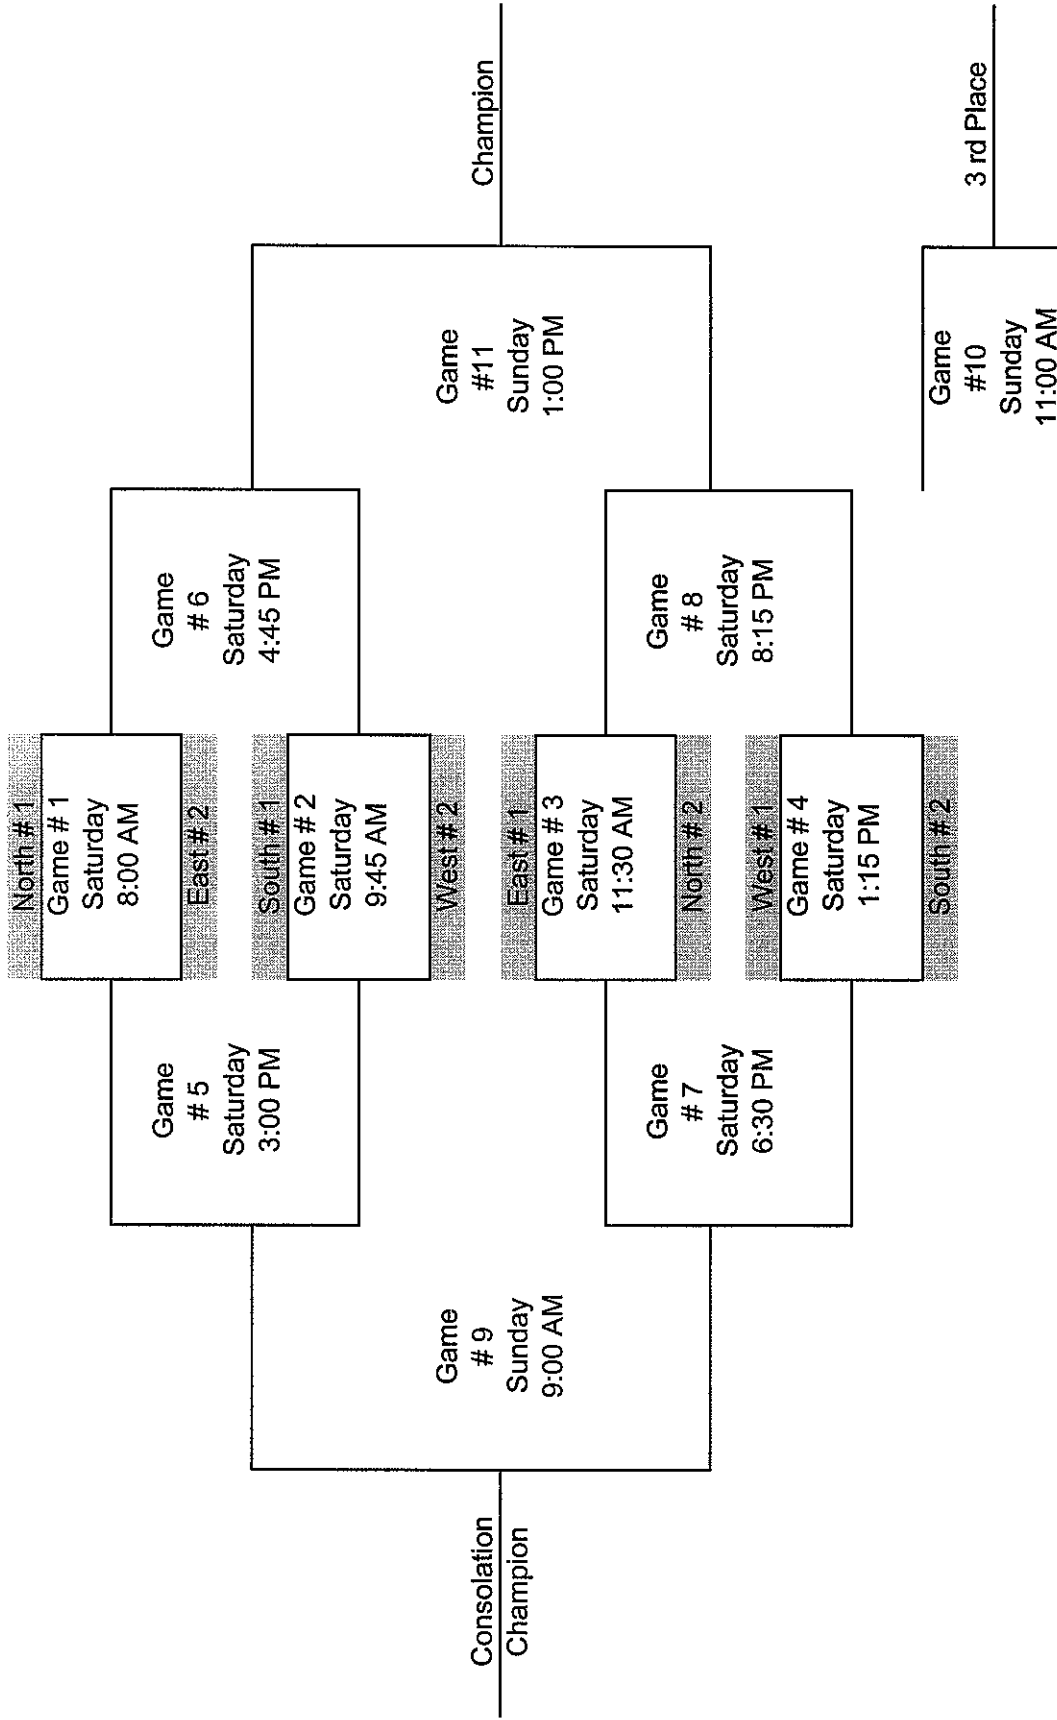 North # 1
Game # 1
Saturday
8:00 AM
East # 2
South # 1
Game # 2
Saturday
9:45 AM
West # 2
East # 1
Game # 3
Saturday
11:30 AM
North # 2
West # 1
Game # 4
Saturday
1:15 PM
South # 2
Game
# 5
Saturday
3:00 PM
Game
# 6
Saturday
4:45 PM
Game
# 7
Saturday
6:30 PM
Game
# 8
Saturday
8:15 PM
Game
# 9
Sunday
9:00 AM
Consolation
Champion
Game
#11
Sunday
1:00 PM
Champion
Game
#10
Sunday
11:00 AM
3 rd Place